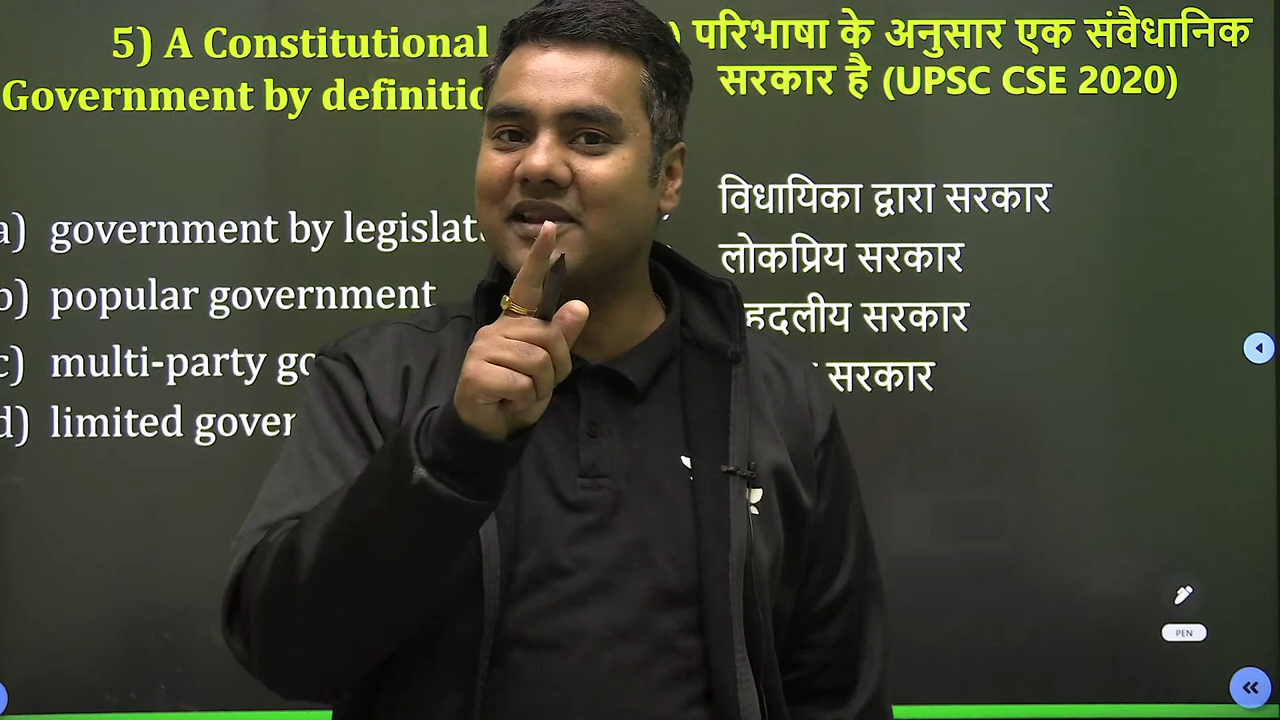 5) A Constitutional
Government by definitio
a) government by legislat
b) popular government
c) multi-party go
d) limited gover
) परिभाषा के अनुसार एक संवैधानिक
सरकार है (UPSC CSE 2020)
विधायिका द्वारा सरकार
लोकप्रिय सरकार
हुदलीय सरकार
सरकार
PEN